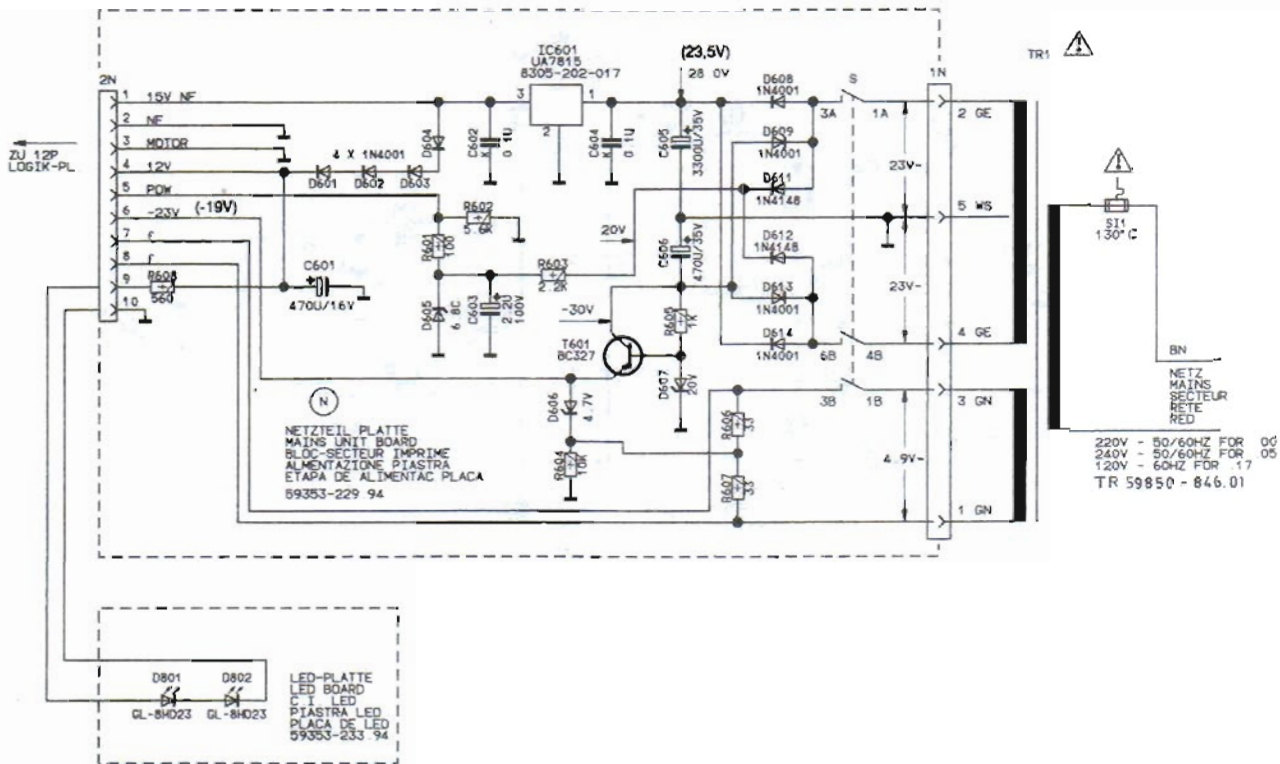 2N
1 15V NF
2 NF
3 MOTOR
4 12V
5 POW
6 -23V (-19V)
7 f
8 f
9
10
ZU 12P
LOGIK-PL
4 X 1N4001
D601 D602 D603
D604
C602
0.1U
IC601
UA7815
8305-202-017
3
1
2
C604
0.1U
(23,5V)
28 0V
C605
3300U/35V
D608
1N4001
D609
1N4001
D611
1N4148
D612
1N4148
D613
1N4001
D614
1N4001
S
3A 1A
6B 4B
3B 1B
1N
2 GE
5 WS
4 GE
3 GN
1 GN
23V~
23V~
4.9V~
TR1
SI1
130°C
BN
NETZ
MAINS
SECTEUR
RETE
RED
220V - 50/60HZ FOR
240V - 50/60HZ FOR .05
120V - 60HZ FOR .17
TR 59850-846.01
R602
5.6K
R601
100
20V
R603
2.2K
C606
470U/35V
R608
560
C601
470U/16V
D605
6.8C
C603
2.2U
100V
-30V
R605
1K
T601
BC327
D607
20V
N
D606
4.7V
R604
10K
R606
33
R607
33
NETZTEIL PLATTE
MAINS UNIT BOARD
BLOC-SECTEUR IMPRIME
ALMENTAZIONE PIASTRA
ETAPA DE ALIMENTAC PLACA
59353-229.94
D801 D802
GL-8HD23 GL-8HD23
LED-PLATTE
LED BOARD
C.I. LED
PIASTRA LED
PLACA DE LED
59353-233.94